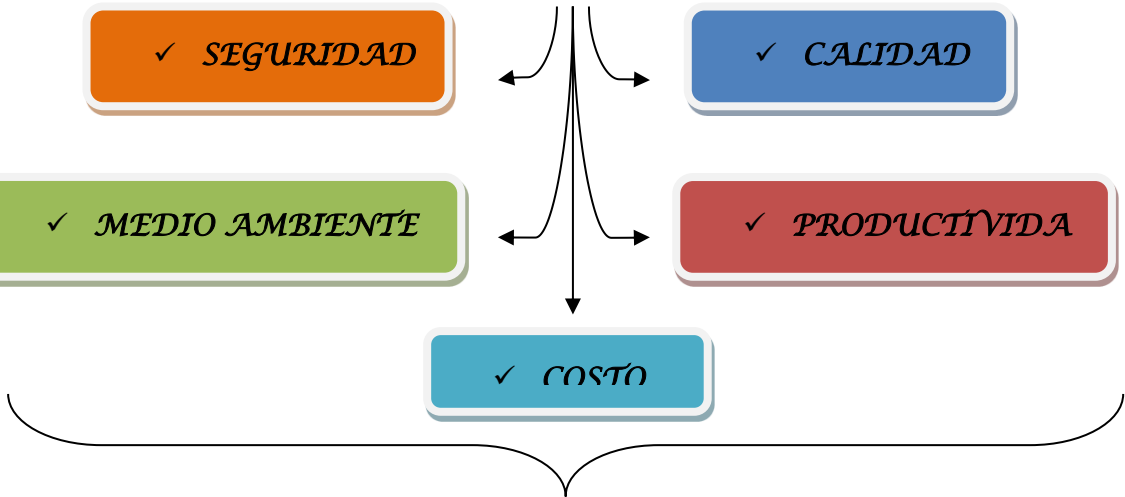 ✓ SEGURIDAD
✓ CALIDAD
✓ MEDIO AMBIENTE
✓ PRODUCTIVIDA
✓ COSTO